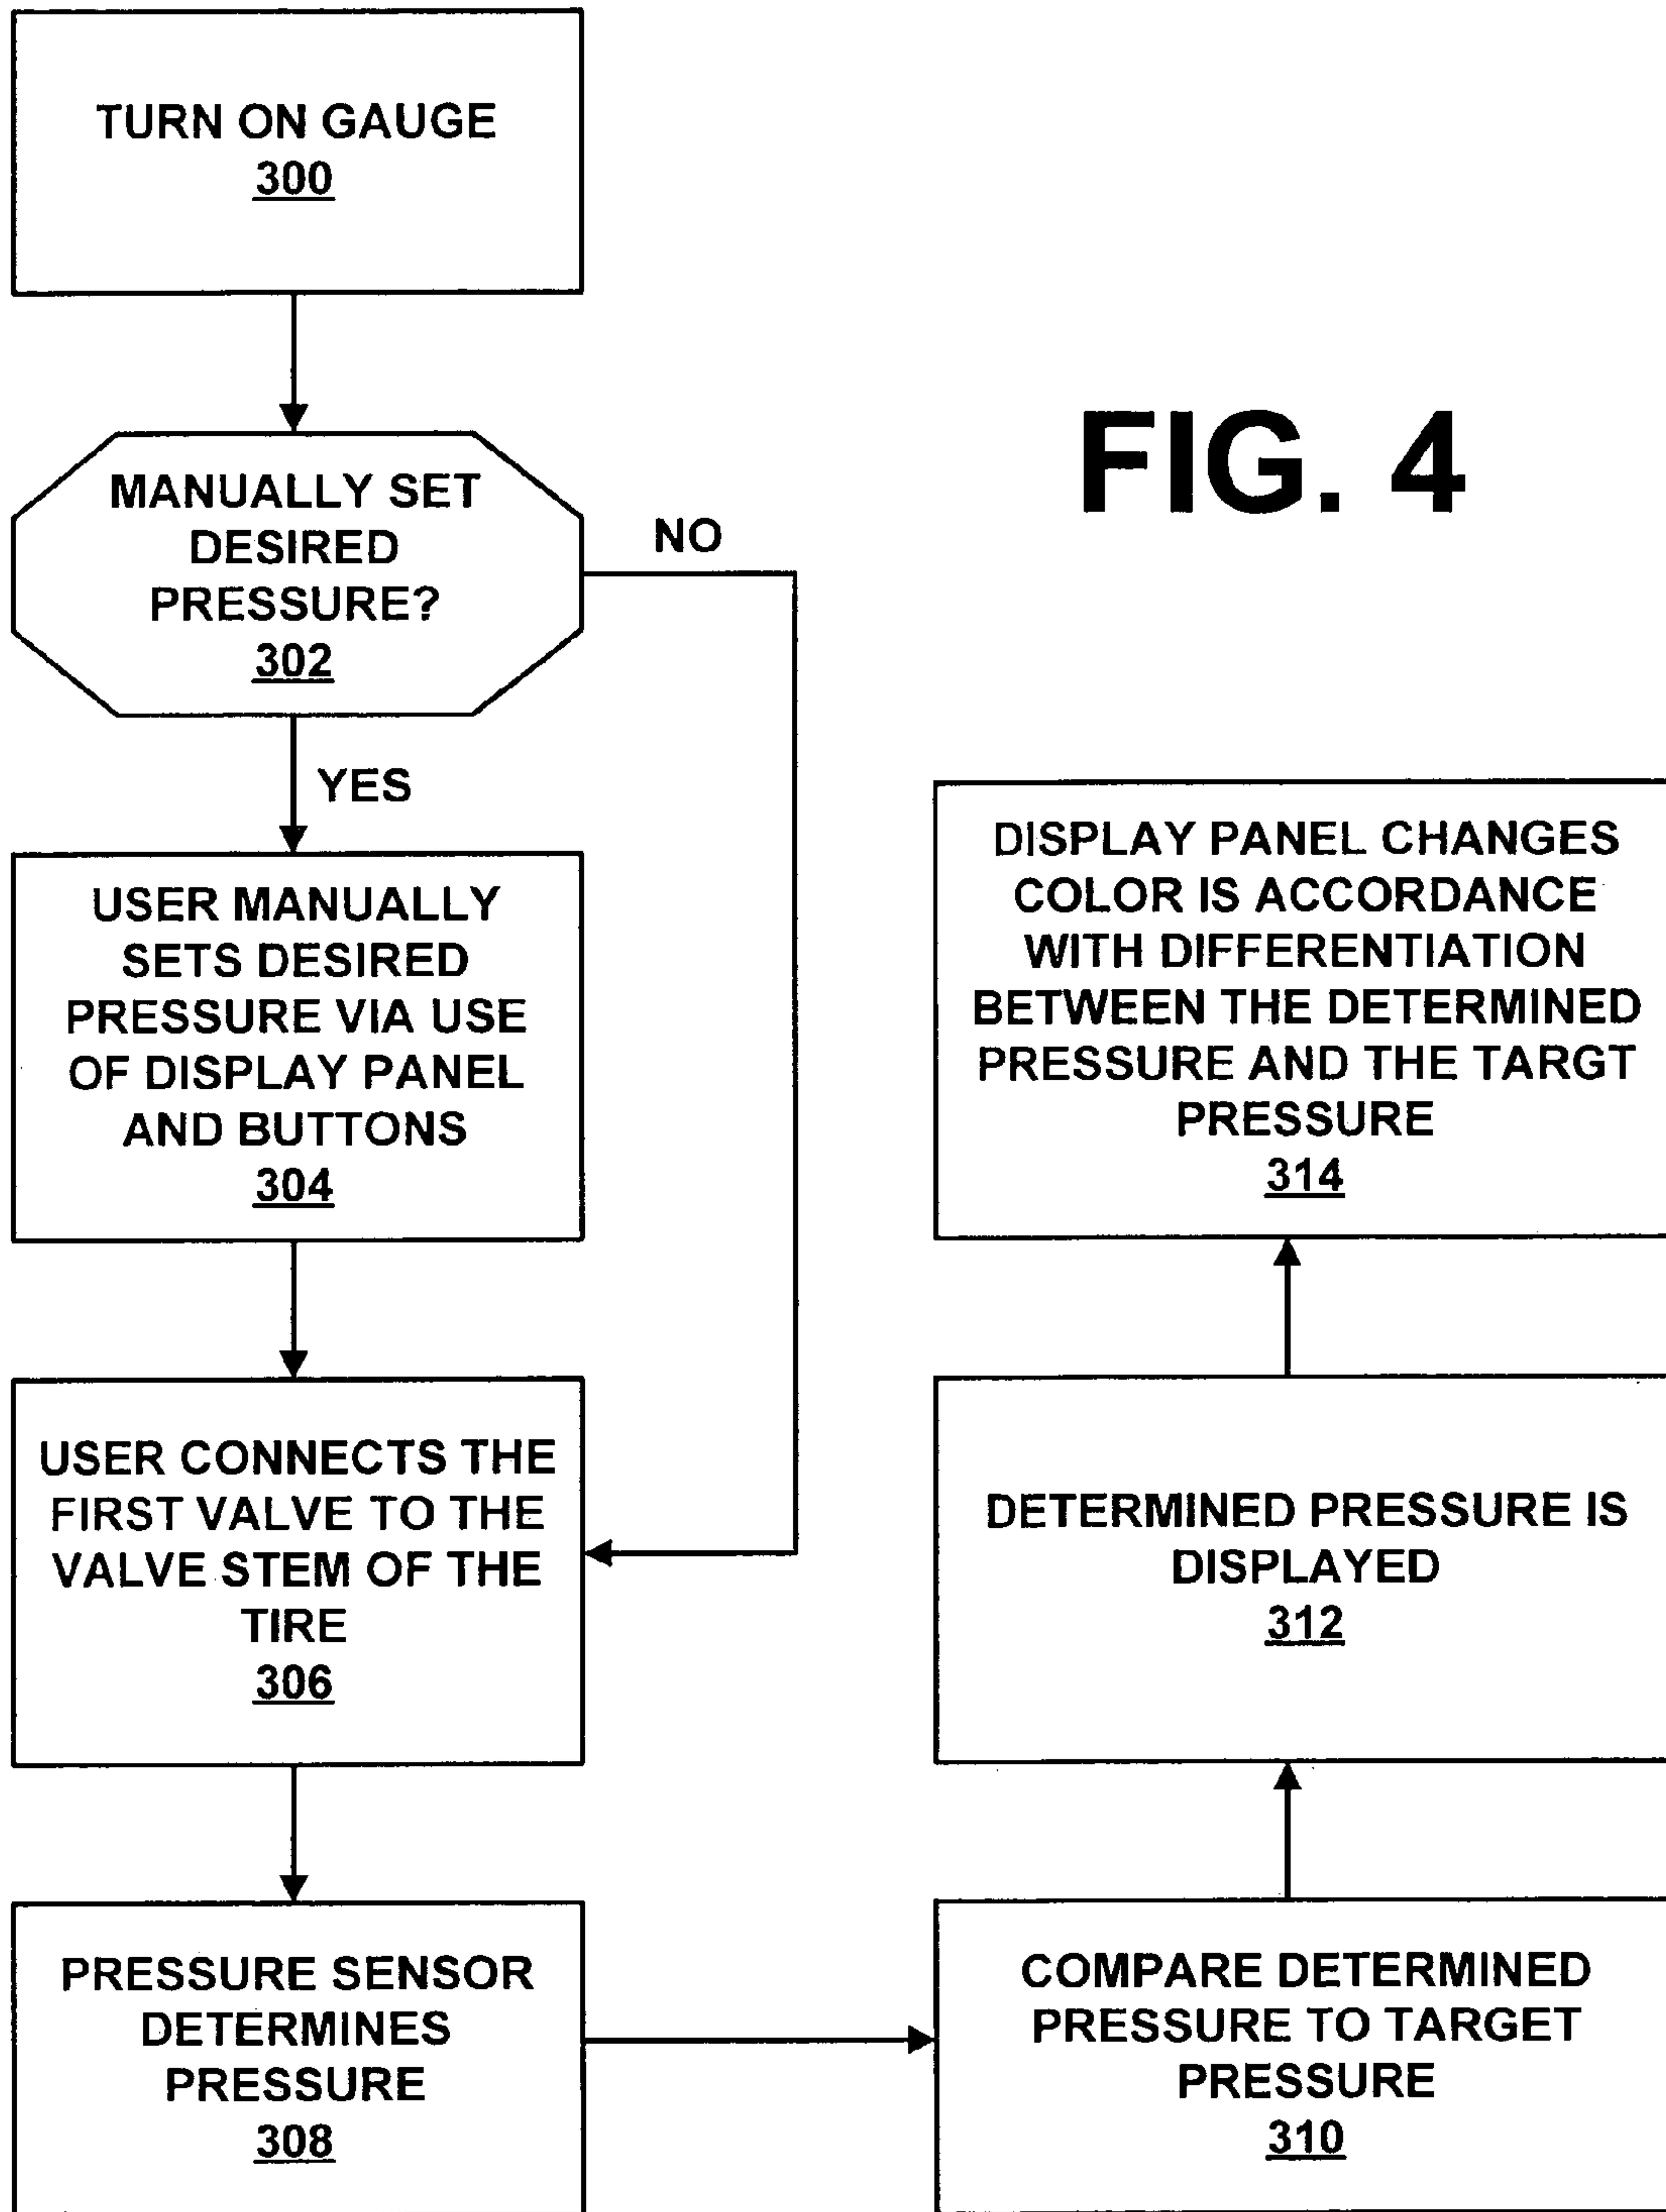 TURN ON GAUGE
300
FIG. 4
MANUALLY SET
DESIRED
PRESSURE?
302
NO
YES
USER MANUALLY
SETS DESIRED
PRESSURE VIA USE
OF DISPLAY PANEL
AND BUTTONS
304
USER CONNECTS THE
FIRST VALVE TO THE
VALVE STEM OF THE
TIRE
306
PRESSURE SENSOR
DETERMINES
PRESSURE
308
COMPARE DETERMINED
PRESSURE TO TARGET
PRESSURE
310
DETERMINED PRESSURE IS
DISPLAYED
312
DISPLAY PANEL CHANGES
COLOR IS ACCORDANCE
WITH DIFFERENTIATION
BETWEEN THE DETERMINED
PRESSURE AND THE TARGT
PRESSURE
314